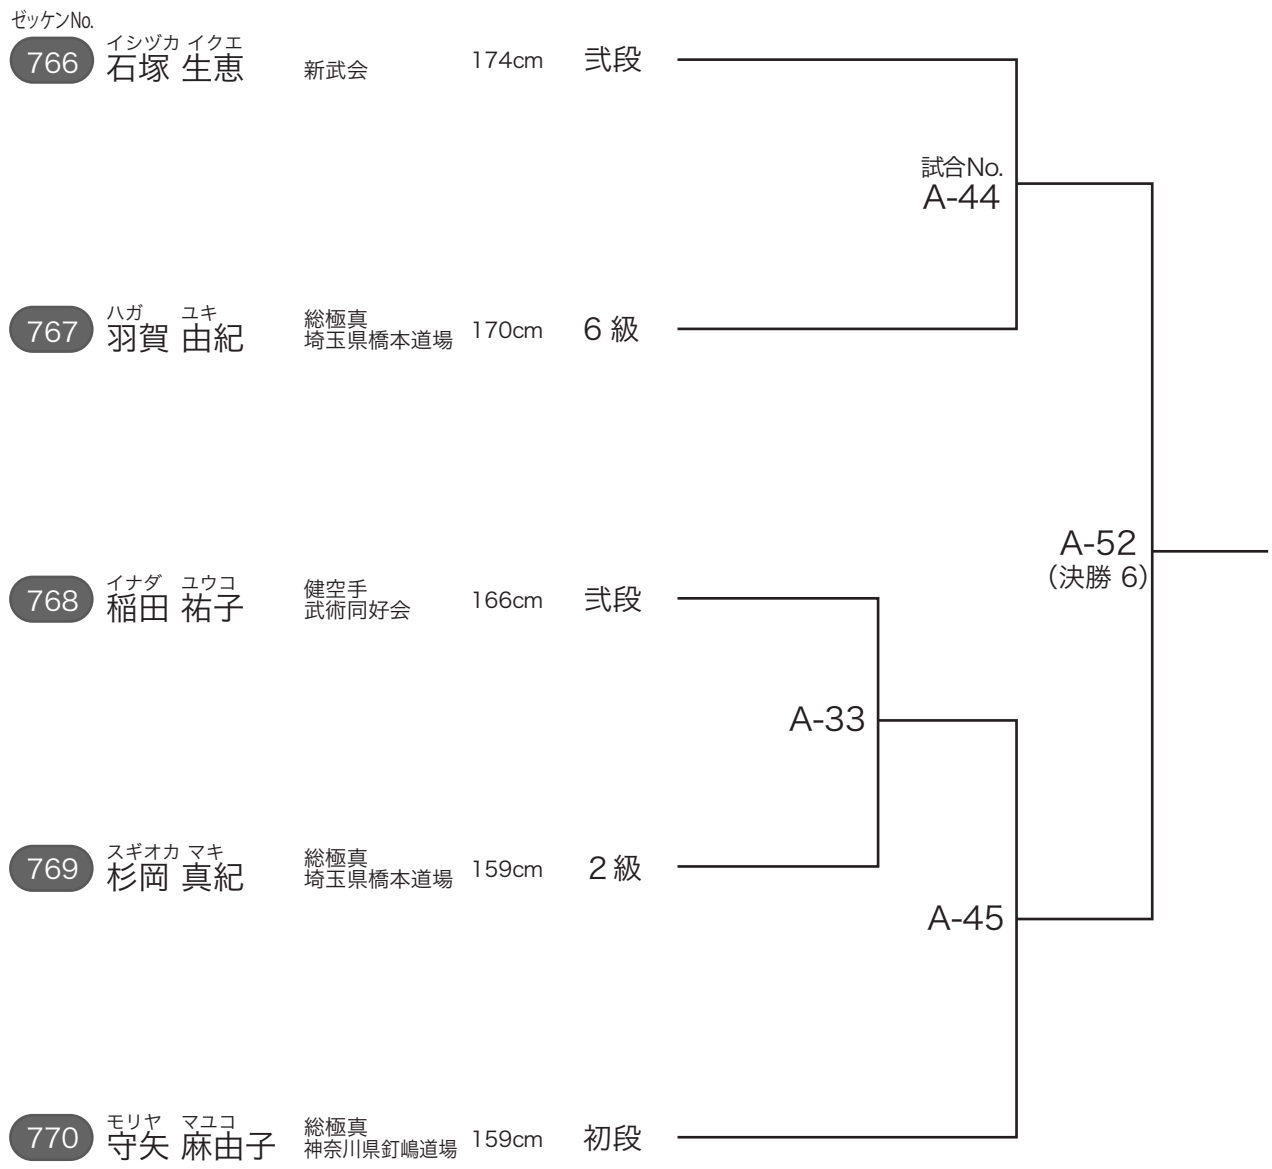 ゼッケンNo.
766 イシヅカ イクエ
石塚 生恵 新武会 174cm 弐段
試合No.
A-44
767 ハガ ユキ
羽賀 由紀 総極真
埼玉県橋本道場 170cm 6級
A-52
（決勝 6）
768 イナダ ユウコ
稲田 祐子 健空手
武術同好会 166cm 弐段
A-33
769 スギオカ マキ
杉岡 真紀 総極真
埼玉県橋本道場 159cm 2級
A-45
770 モリヤ マユコ
守矢 麻由子 総極真
神奈川県釘嶋道場 159cm 初段